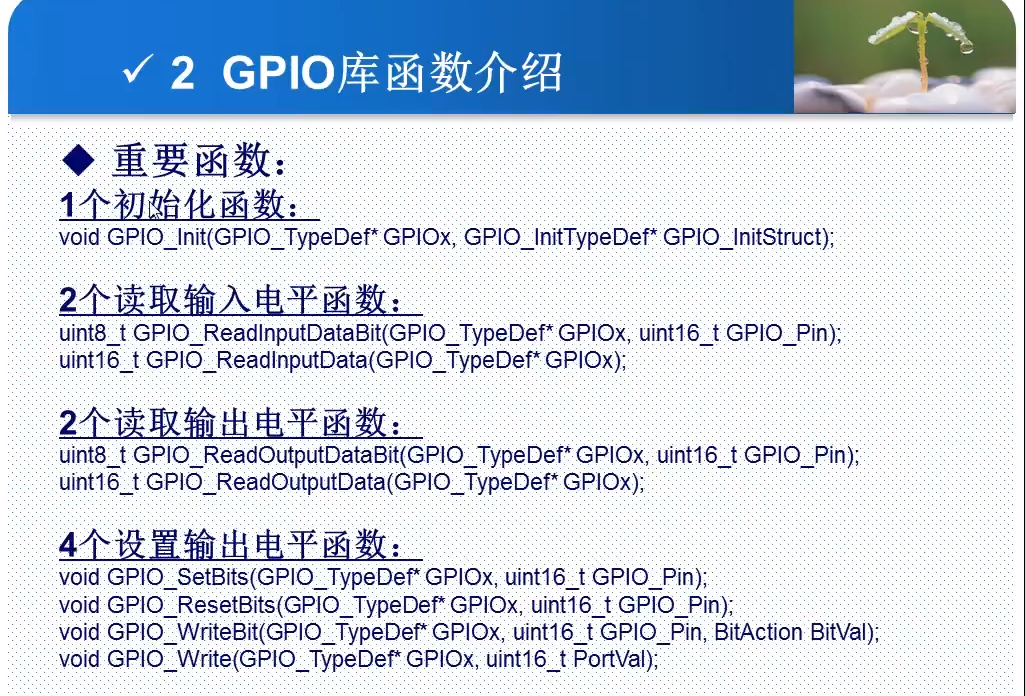 ✓ 2 GPIO库函数介绍
◆ 重要函数：
1个初始化函数：
void GPIO_Init(GPIO_TypeDef* GPIOx, GPIO_InitTypeDef* GPIO_InitStruct);
2个读取输入电平函数：
uint8_t GPIO_ReadInputDataBit(GPIO_TypeDef* GPIOx, uint16_t GPIO_Pin);
uint16_t GPIO_ReadInputData(GPIO_TypeDef* GPIOx);
2个读取输出电平函数：
uint8_t GPIO_ReadOutputDataBit(GPIO_TypeDef* GPIOx, uint16_t GPIO_Pin);
uint16_t GPIO_ReadOutputData(GPIO_TypeDef* GPIOx);
4个设置输出电平函数：
void GPIO_SetBits(GPIO_TypeDef* GPIOx, uint16_t GPIO_Pin);
void GPIO_ResetBits(GPIO_TypeDef* GPIOx, uint16_t GPIO_Pin);
void GPIO_WriteBit(GPIO_TypeDef* GPIOx, uint16_t GPIO_Pin, BitAction BitVal);
void GPIO_Write(GPIO_TypeDef* GPIOx, uint16_t PortVal);